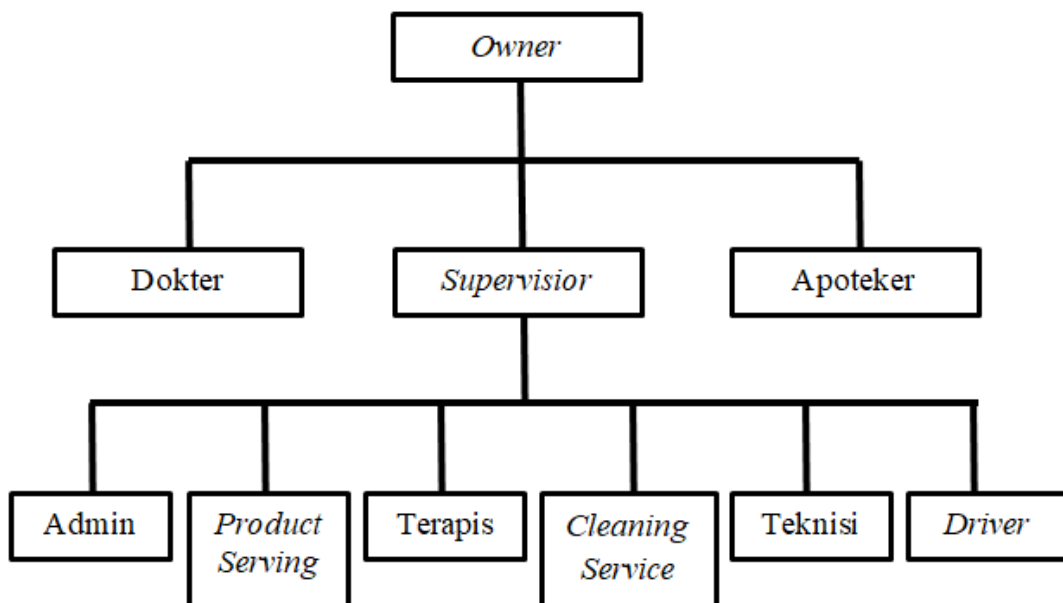 Owner
Dokter
Supervisior
Apoteker
Admin
Product
Serving
Terapis
Cleaning
Service
Teknisi
Driver